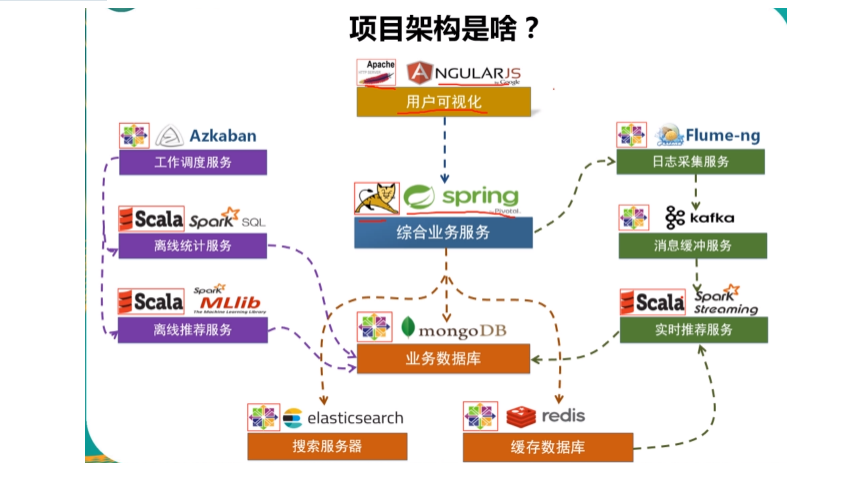 项目架构是啥？
Apache
HTTP SERVER
ANGULARJS
by Google
用户可视化
Azkaban
工作调度服务
Flume-ng
日志采集服务
spring
by Pivotal.
综合业务服务
Scala
Spark SQL
离线统计服务
kafka
消息缓冲服务
Scala
Spark
MLlib
The Machine Learning Library
离线推荐服务
mongoDB
业务数据库
Scala
Spark
Streaming
实时推荐服务
elasticsearch
搜索服务器
redis
缓存数据库